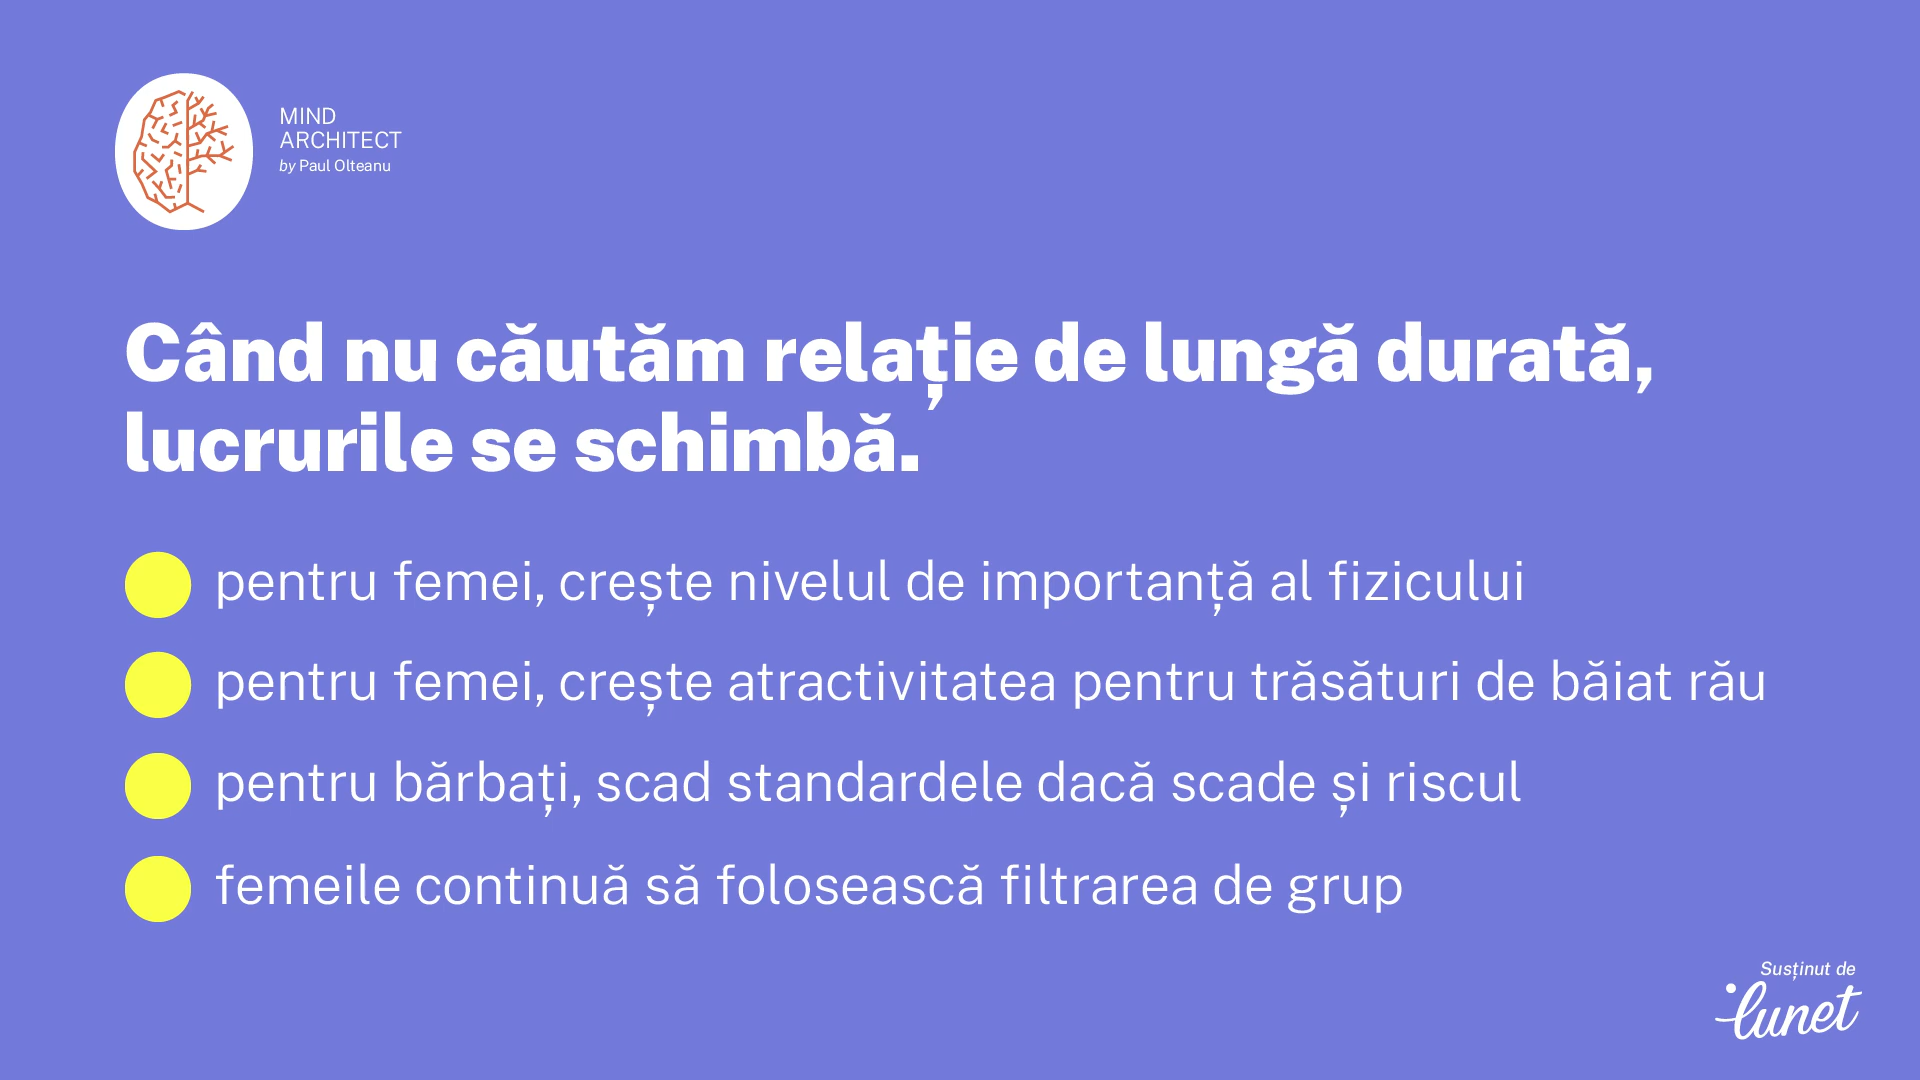 MIND
ARCHITECT
by Paul Olteanu
Când nu căutăm relație de lungă durată,
lucrurile se schimbă.
pentru femei, crește nivelul de importanță al fizicului
pentru femei, crește atractivitatea pentru trăsături de băiat rău
pentru bărbați, scad standardele dacă scade și riscul
femeile continuă să folosească filtrarea de grup
Susținut de
lunet